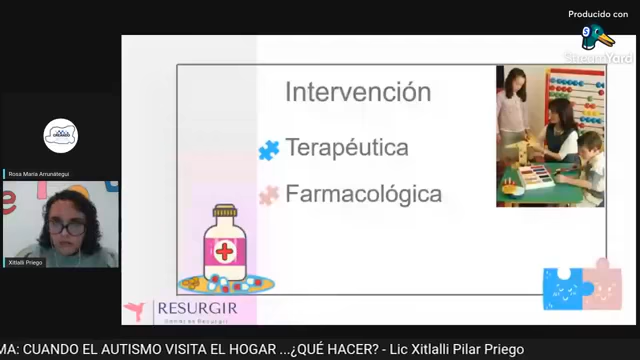 Producido con
StreamYard
Intervención
Terapéutica
Farmacológica
Rosa María Arrunátegui
Xitlalli Priego
RESURGIR
MA: CUANDO EL AUTISMO VISITA EL HOGAR ...¿QUÉ HACER? - Lic Xitlalli Pilar Priego